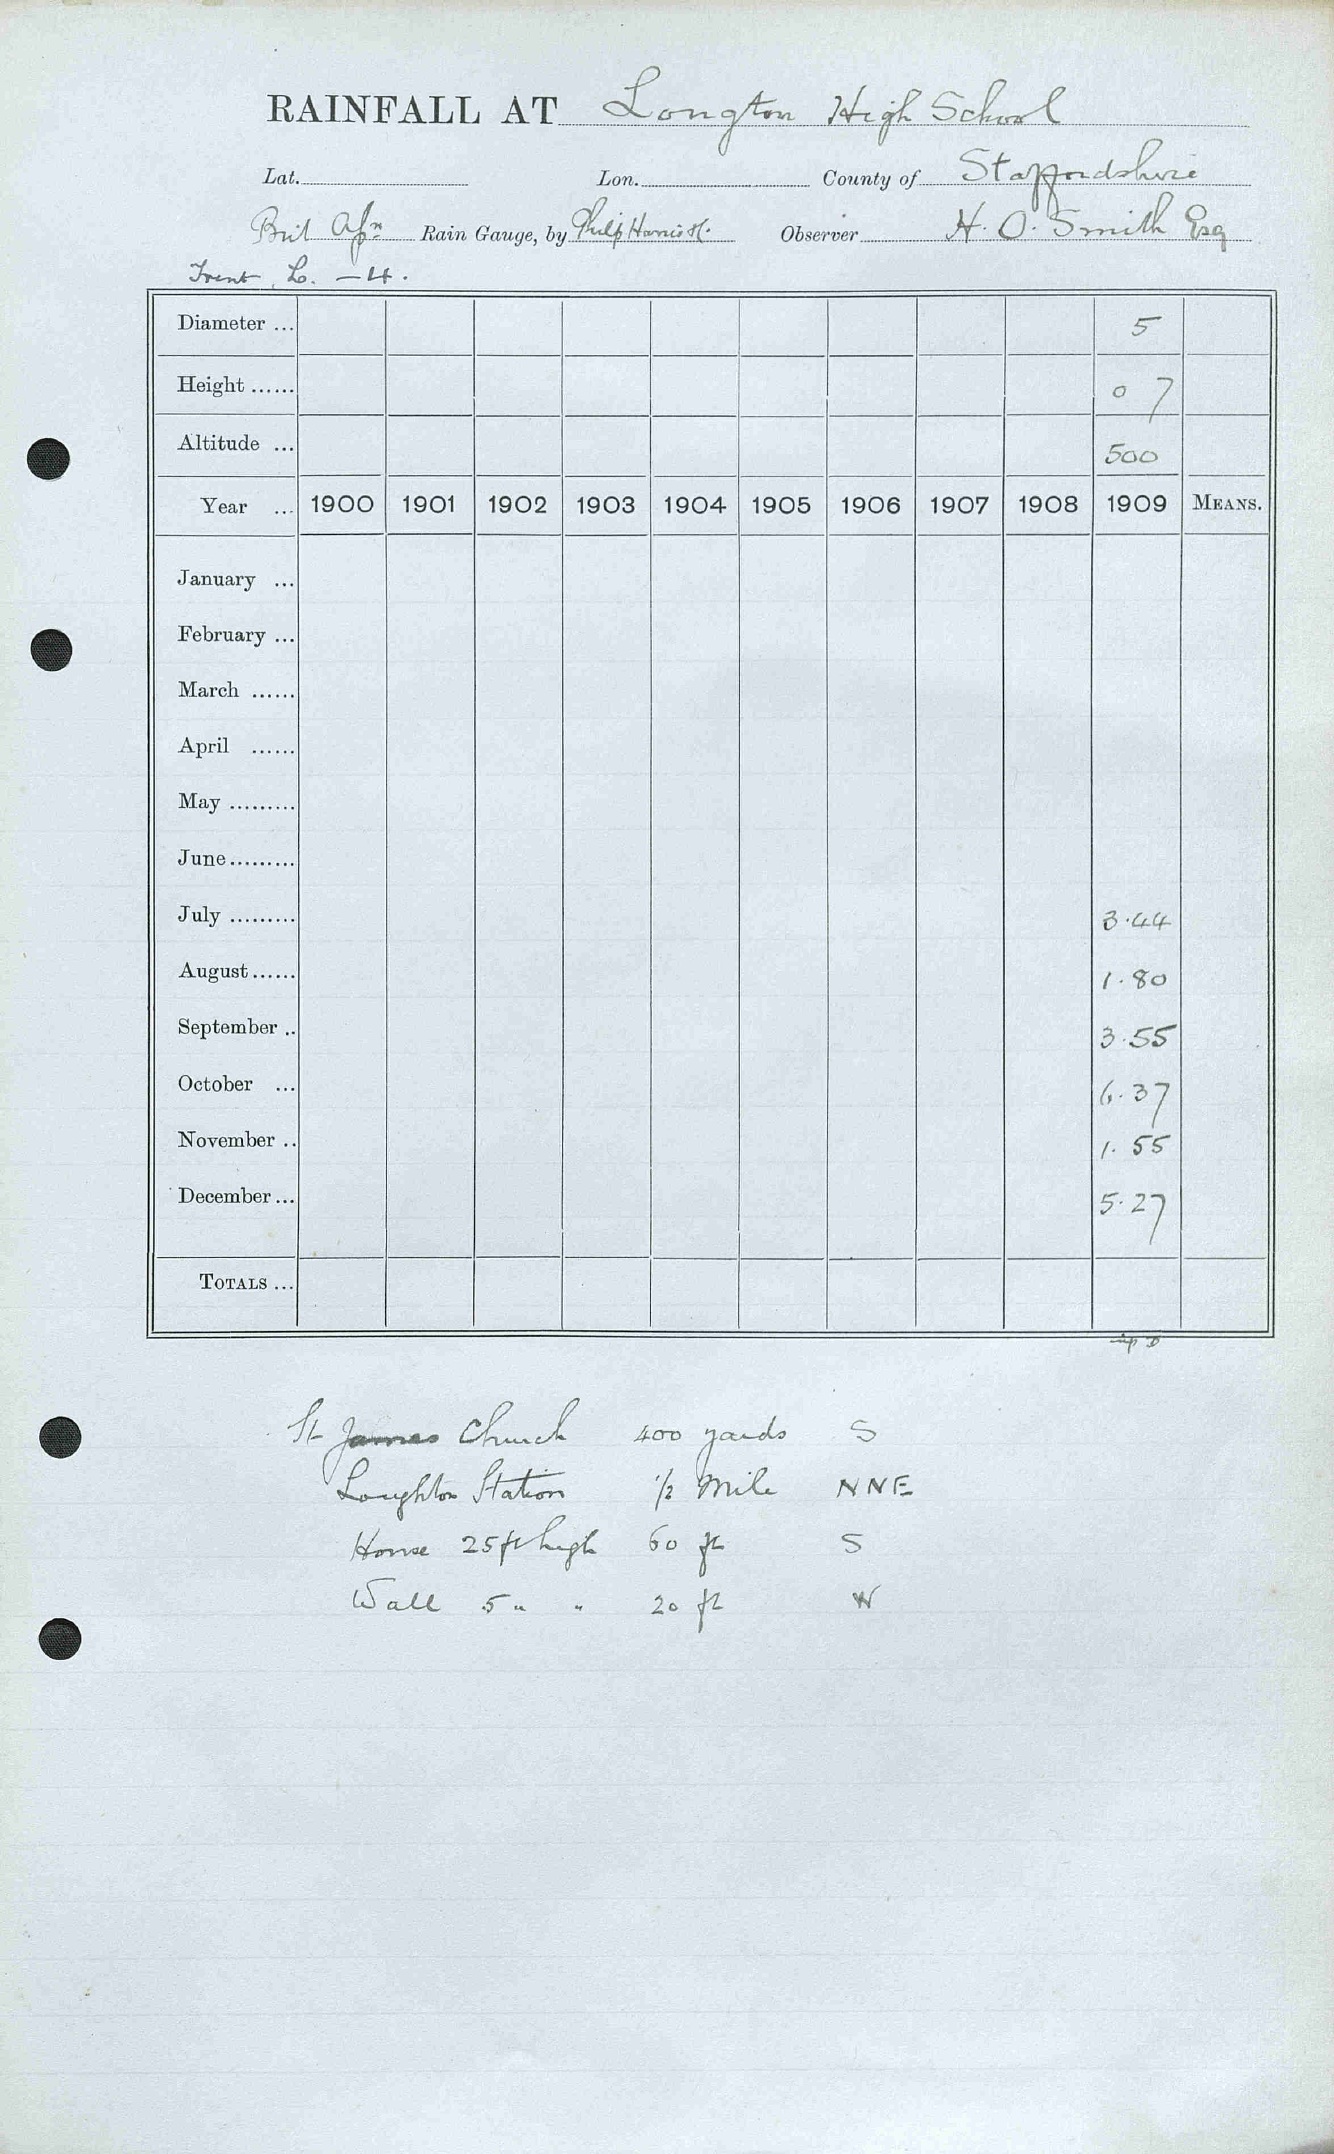 RAINFALL AT Longton High School
Lat. Lon. County of Staffordshire
Brit Assn Rain Gauge, by Philip Harris Observer H. O. Smith Esq
Trent, L. — 4.
Diameter ... 5
Height ...... 0 7
Altitude ... 500
Year ... 1900 1901 1902 1903 1904 1905 1906 1907 1908 1909 MEANS.
January ...
February ...
March ......
April ......
May .........
June.........
July ......... 3.44
August...... 1.80
September .. 3.55
October ... 6.37
November .. 1.55
December... 5.27
TOTALS ...
St James Church 400 yards S
Longhton Station 1/2 Mile NNE
House 25 ft high 60 ft S
Wall 5 " " 20 ft W